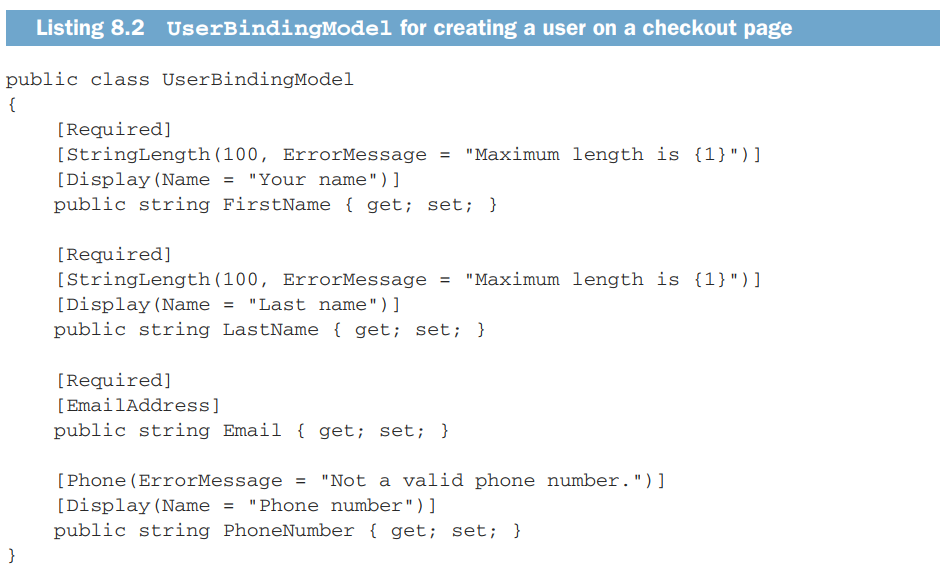 Listing 8.2 UserBindingModel for creating a user on a checkout page
public class UserBindingModel
{
[Required]
[StringLength(100, ErrorMessage = "Maximum length is {1}")]
[Display(Name = "Your name")]
public string FirstName { get; set; }
[Required]
[StringLength(100, ErrorMessage = "Maximum length is {1}")]
[Display(Name = "Last name")]
public string LastName { get; set; }
[Required]
[EmailAddress]
public string Email { get; set; }
[Phone(ErrorMessage = "Not a valid phone number.")]
[Display(Name = "Phone number")]
public string PhoneNumber { get; set; }
}